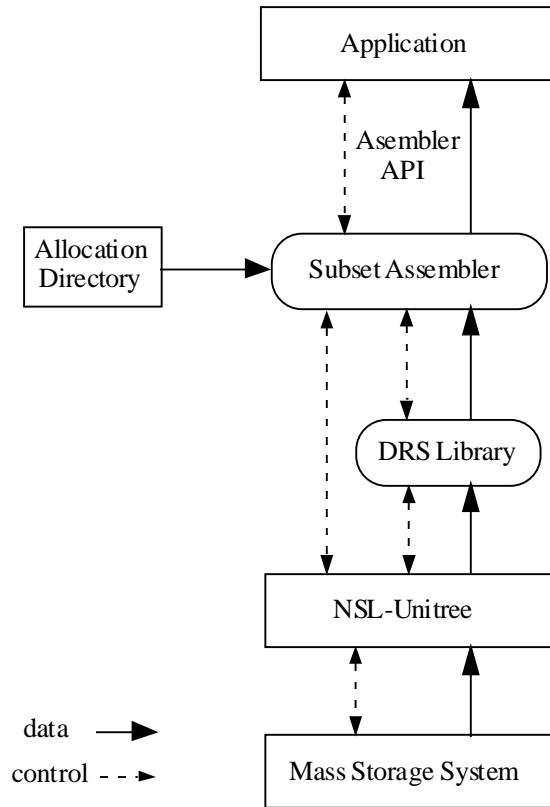 Application
Asembler
API
Allocation
Directory
Subset Assembler
DRS Library
NSL-Unitree
data
control
Mass Storage System